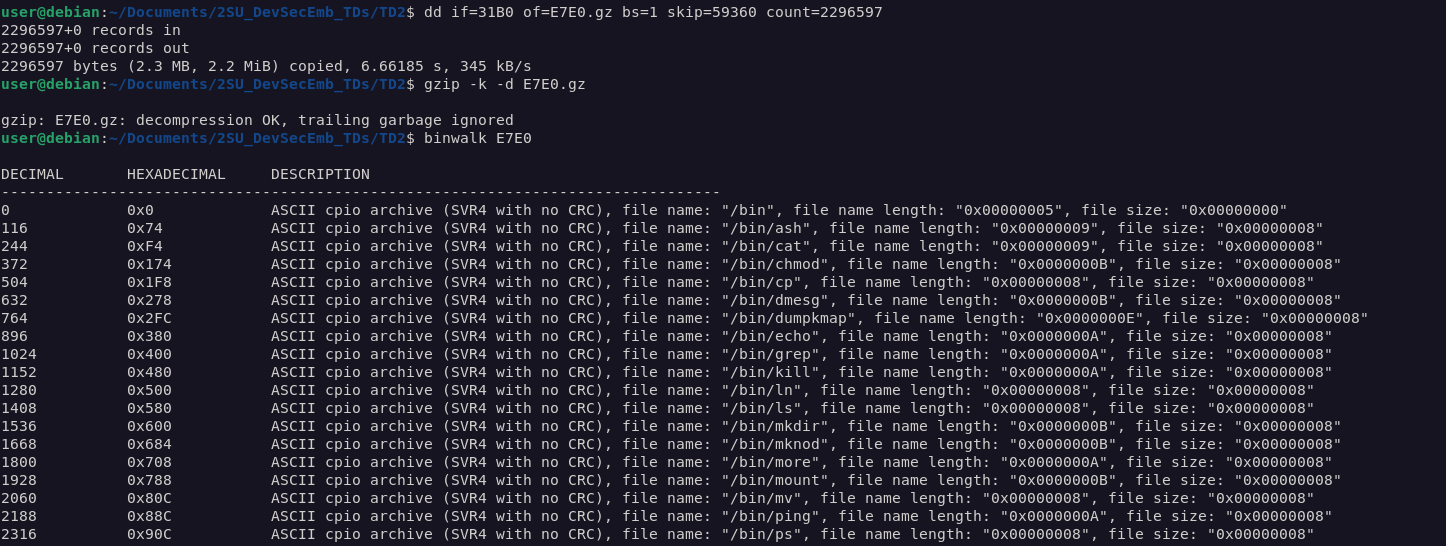 user@debian:~/Documents/2SU_DevSecEmb_TDs/TD2$ dd if=31B0 of=E7E0.gz bs=1 skip=59360 count=2296597
2296597+0 records in
2296597+0 records out
2296597 bytes (2.3 MB, 2.2 MiB) copied, 6.66185 s, 345 kB/s
user@debian:~/Documents/2SU_DevSecEmb_TDs/TD2$ gzip -k -d E7E0.gz
gzip: E7E0.gz: decompression OK, trailing garbage ignored
user@debian:~/Documents/2SU_DevSecEmb_TDs/TD2$ binwalk E7E0
DECIMAL       HEXADECIMAL     DESCRIPTION
--------------------------------------------------------------------------------
0             0x0             ASCII cpio archive (SVR4 with no CRC), file name: "/bin", file name length: "0x00000005", file size: "0x00000000"
116           0x74            ASCII cpio archive (SVR4 with no CRC), file name: "/bin/ash", file name length: "0x00000009", file size: "0x00000008"
244           0xF4            ASCII cpio archive (SVR4 with no CRC), file name: "/bin/cat", file name length: "0x00000009", file size: "0x00000008"
372           0x174           ASCII cpio archive (SVR4 with no CRC), file name: "/bin/chmod", file name length: "0x0000000B", file size: "0x00000008"
504           0x1F8           ASCII cpio archive (SVR4 with no CRC), file name: "/bin/cp", file name length: "0x00000008", file size: "0x00000008"
632           0x278           ASCII cpio archive (SVR4 with no CRC), file name: "/bin/dmesg", file name length: "0x0000000B", file size: "0x00000008"
764           0x2FC           ASCII cpio archive (SVR4 with no CRC), file name: "/bin/dumpkmap", file name length: "0x0000000E", file size: "0x00000008"
896           0x380           ASCII cpio archive (SVR4 with no CRC), file name: "/bin/echo", file name length: "0x0000000A", file size: "0x00000008"
1024          0x400           ASCII cpio archive (SVR4 with no CRC), file name: "/bin/grep", file name length: "0x0000000A", file size: "0x00000008"
1152          0x480           ASCII cpio archive (SVR4 with no CRC), file name: "/bin/kill", file name length: "0x0000000A", file size: "0x00000008"
1280          0x500           ASCII cpio archive (SVR4 with no CRC), file name: "/bin/ln", file name length: "0x00000008", file size: "0x00000008"
1408          0x580           ASCII cpio archive (SVR4 with no CRC), file name: "/bin/ls", file name length: "0x00000008", file size: "0x00000008"
1536          0x600           ASCII cpio archive (SVR4 with no CRC), file name: "/bin/mkdir", file name length: "0x0000000B", file size: "0x00000008"
1668          0x684           ASCII cpio archive (SVR4 with no CRC), file name: "/bin/mknod", file name length: "0x0000000B", file size: "0x00000008"
1800          0x708           ASCII cpio archive (SVR4 with no CRC), file name: "/bin/more", file name length: "0x0000000A", file size: "0x00000008"
1928          0x788           ASCII cpio archive (SVR4 with no CRC), file name: "/bin/mount", file name length: "0x0000000B", file size: "0x00000008"
2060          0x80C           ASCII cpio archive (SVR4 with no CRC), file name: "/bin/mv", file name length: "0x00000008", file size: "0x00000008"
2188          0x88C           ASCII cpio archive (SVR4 with no CRC), file name: "/bin/ping", file name length: "0x0000000A", file size: "0x00000008"
2316          0x90C           ASCII cpio archive (SVR4 with no CRC), file name: "/bin/ps", file name length: "0x00000008", file size: "0x00000008"